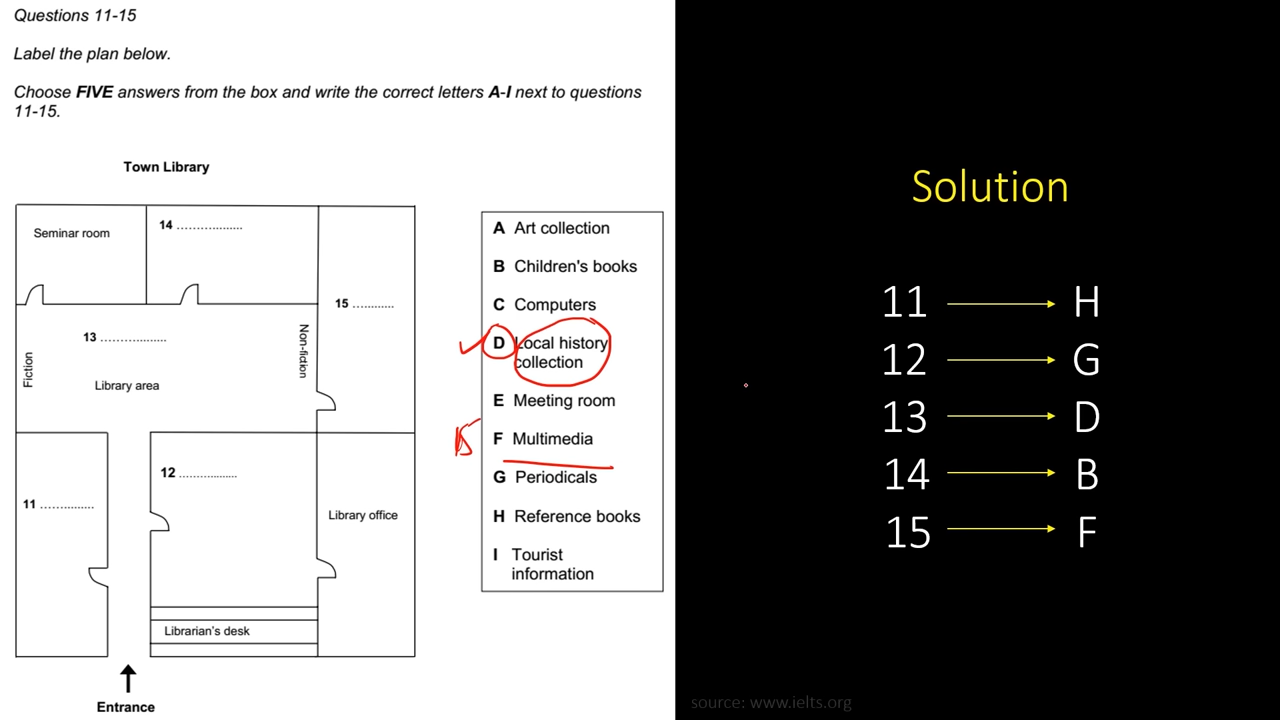 Questions 11-15
Label the plan below.
Choose FIVE answers from the box and write the correct letters A-I next to questions
11-15.
Town Library
Seminar room
14 ..................
15 ............
13 ..................
Fiction
Library area
Non-fiction
12 ................
11 ...............
Library office
Librarian's desk
Entrance
A Art collection
B Children's books
C Computers
D Local history
collection
E Meeting room
15
F Multimedia
G Periodicals
H Reference books
I Tourist
information
Solution
11 → H
12 → G
13 → D
14 → B
15 → F
source: www.ielts.org